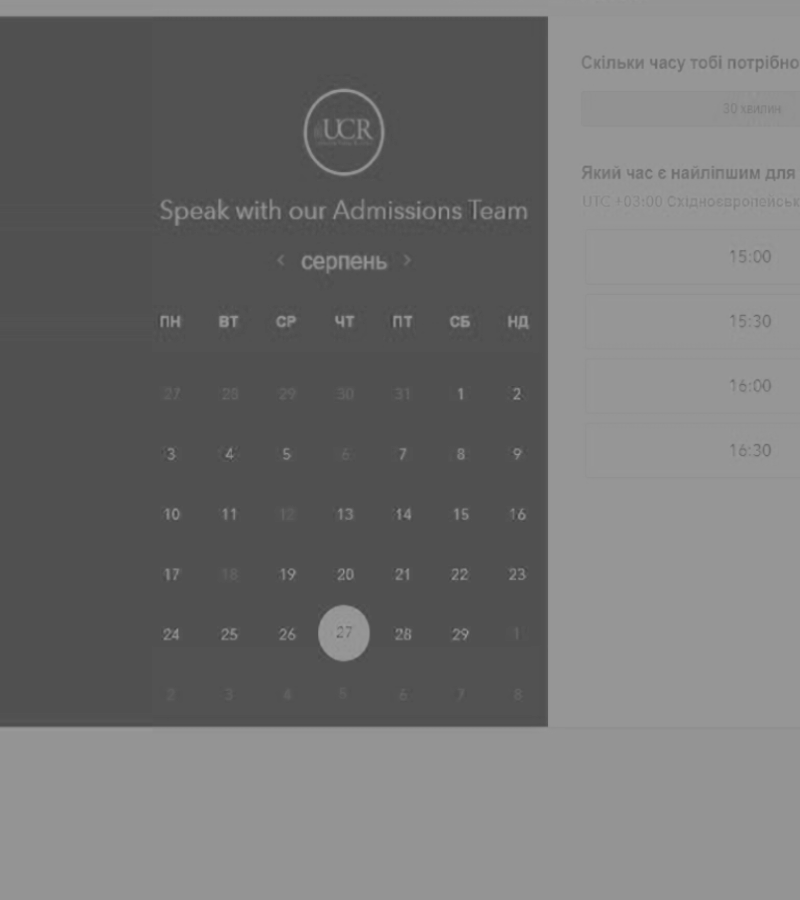 UCR
Speak with our Admissions Team
< серпень >
ПН ВТ СР ЧТ ПТ СБ НД
27 28 29 30 31 1 2
3 4 5 6 7 8 9
10 11 12 13 14 15 16
17 18 19 20 21 22 23
24 25 26 27 28 29 1
2 3 4 5 6 7 8
Скільки часу тобі потрібно
30 хвилин
Який час є найліпшим для
UTC +03:00 Східноєвропейськ
15:00
15:30
16:00
16:30